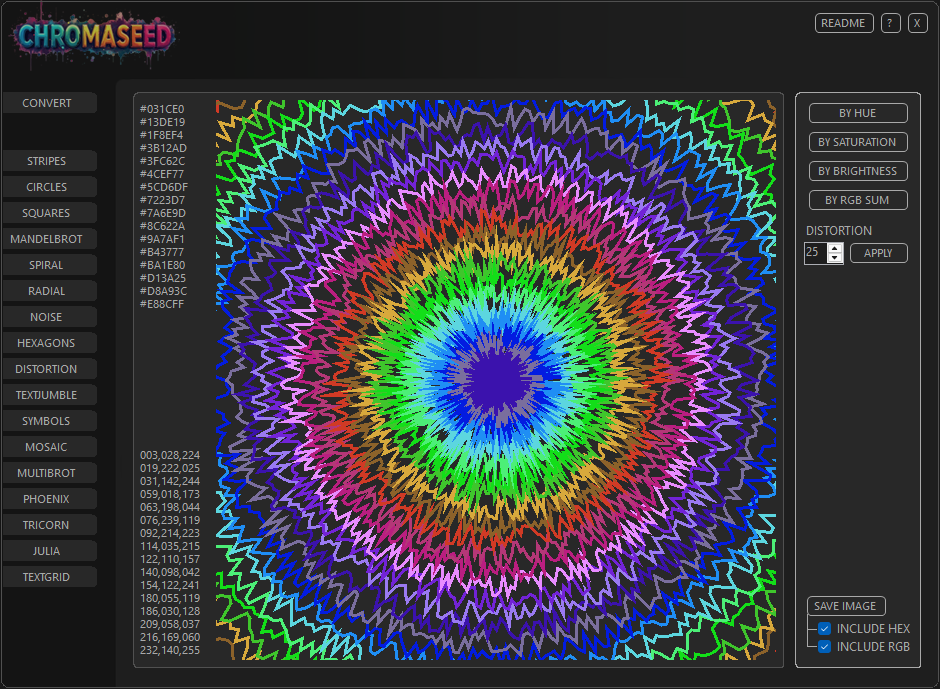 CHROMASEED
README
?
X
CONVERT
STRIPES
CIRCLES
SQUARES
MANDELBROT
SPIRAL
RADIAL
NOISE
HEXAGONS
DISTORTION
TEXTJUMBLE
SYMBOLS
MOSAIC
MULTIBROT
PHOENIX
TRICORN
JULIA
TEXTGRID
#031CE0
#13DE19
#1F8EF4
#3B12AD
#3FC62C
#4CEF77
#5CD6DF
#7223D7
#7A6E9D
#8C622A
#9A7AF1
#B43777
#BA1E80
#D13A25
#D8A93C
#E88CFF
003,028,224
019,222,025
031,142,244
059,018,173
063,198,044
076,239,119
092,214,223
114,035,215
122,110,157
140,098,042
154,122,241
180,055,119
186,030,128
209,058,037
216,169,060
232,140,255
BY HUE
BY SATURATION
BY BRIGHTNESS
BY RGB SUM
DISTORTION
25
APPLY
SAVE IMAGE
INCLUDE HEX
INCLUDE RGB